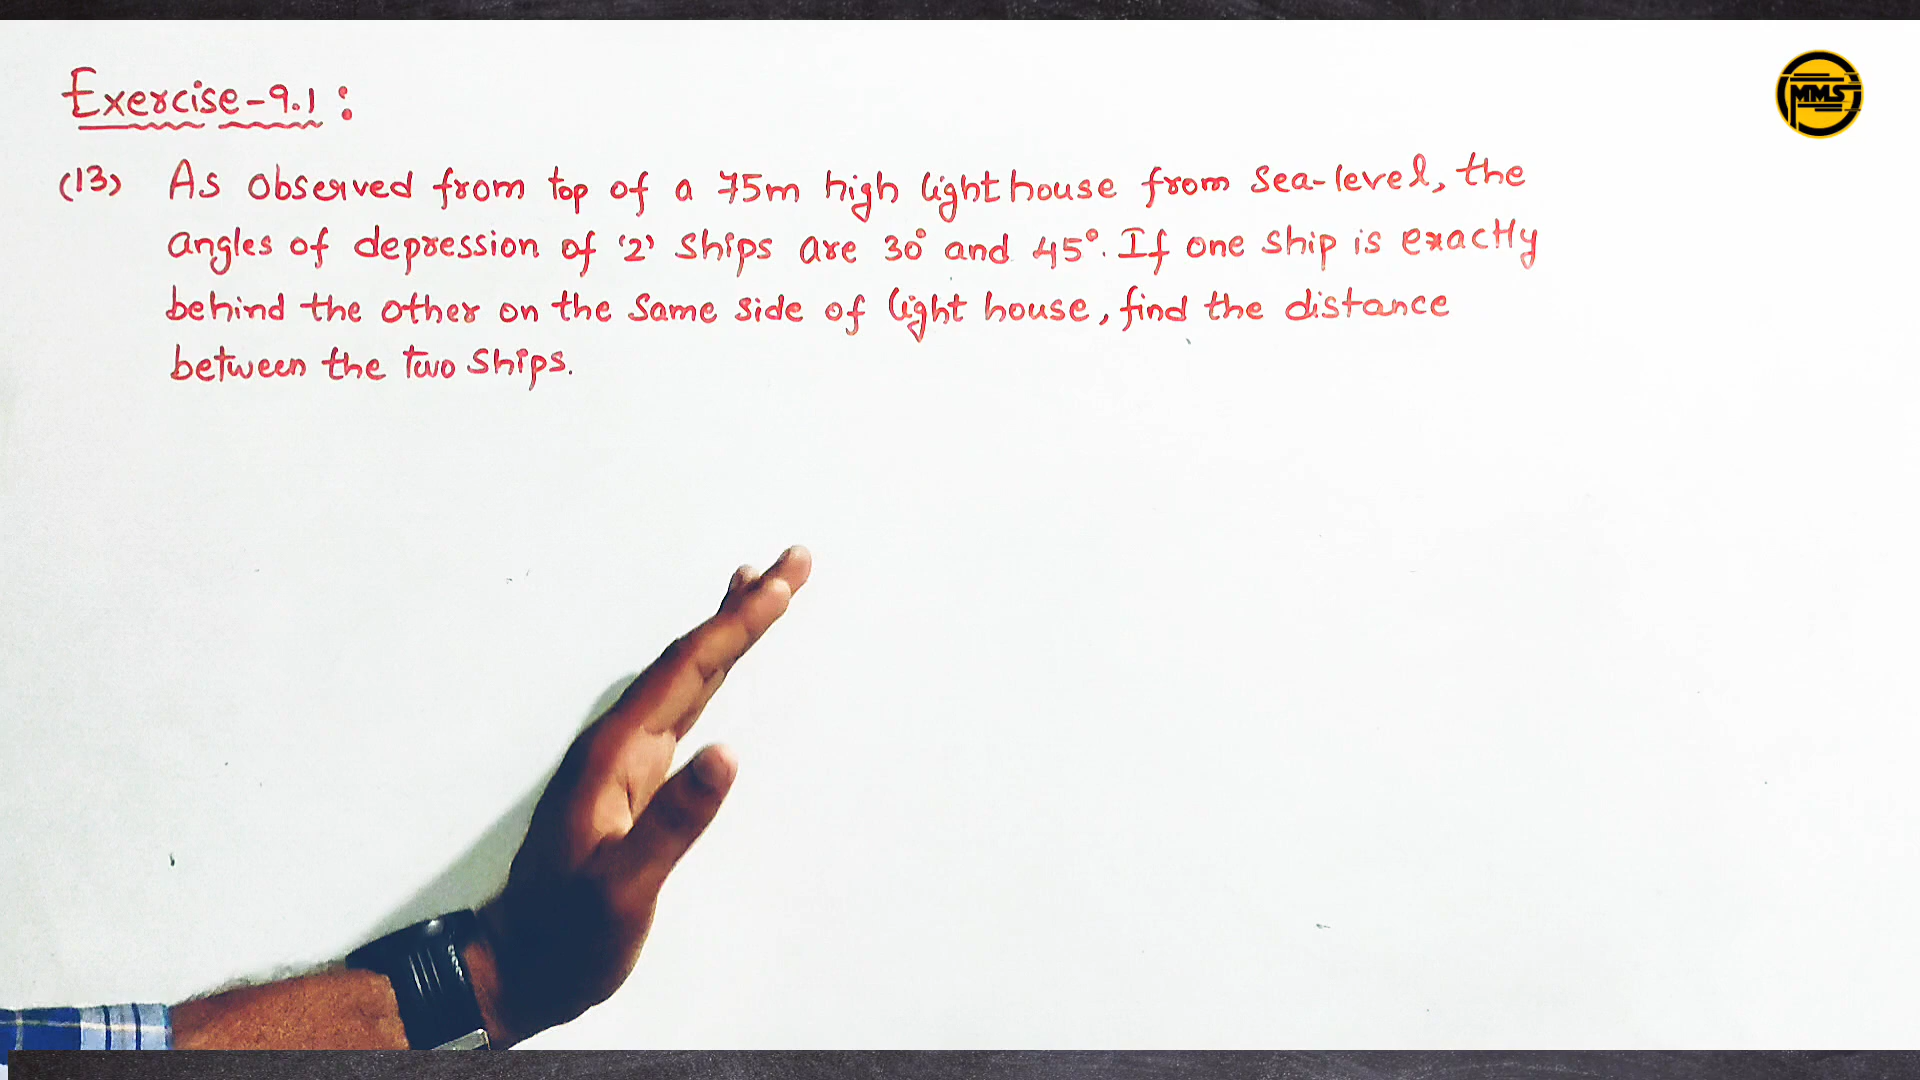 Exercise-9.1:
(13) As observed from top of a 75m high light house from sea-level, the
angles of depression of '2' ships are 30° and 45°. If one ship is exactly
behind the other on the same side of light house, find the distance
between the two ships.
MMS